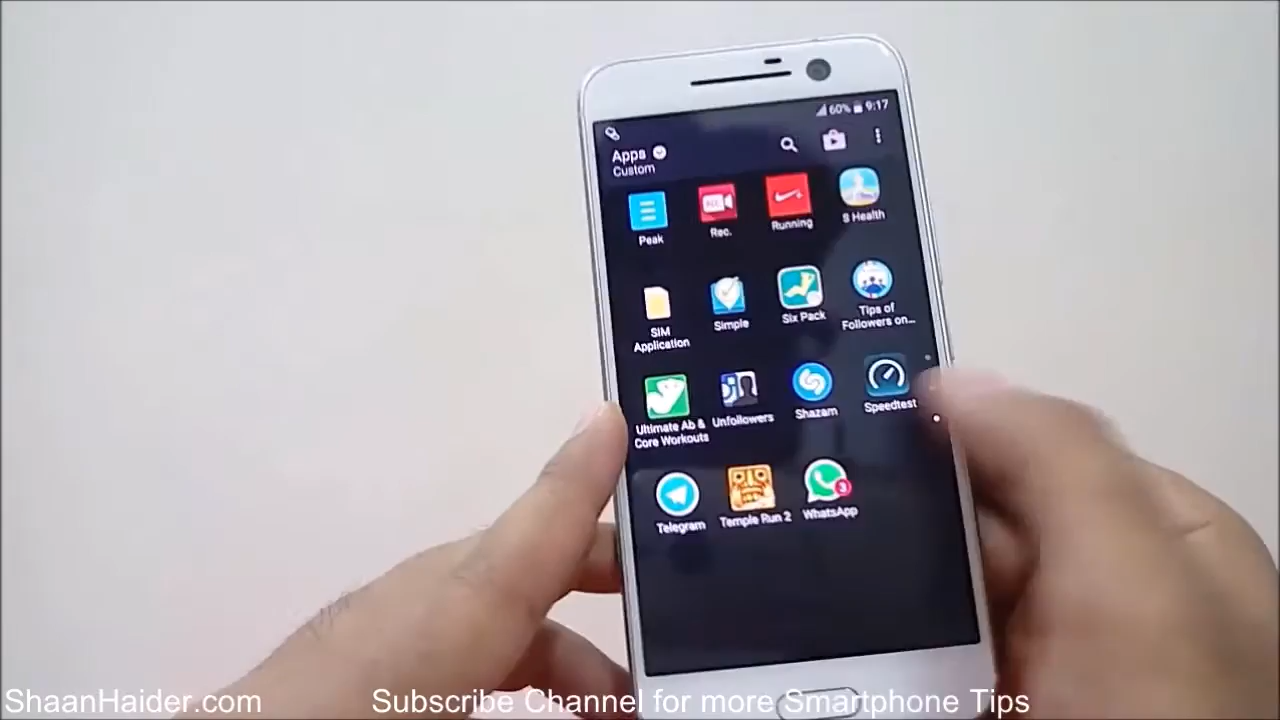 60% 9:17
Apps
Custom
Peak
Rec.
Running
S Health
SIM
Application
Simple
Six Pack
Tips of
Followers on...
Ultimate Ab &
Core Workouts
Unfollowers
Shazam
Speedtest
Telegram
Temple Run 2
WhatsApp
3
ShaanHaider.com
Subscribe Channel for more Smartphone Tips